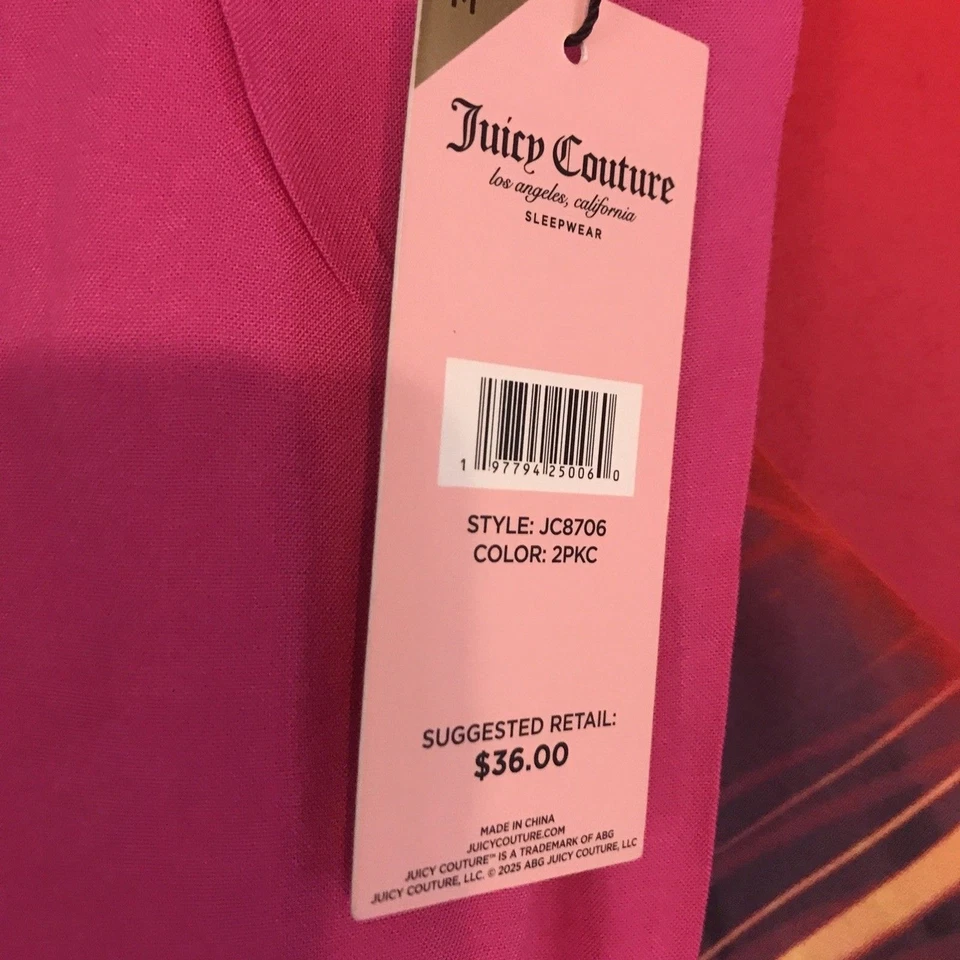 M
Juicy Couture
los angeles, california
SLEEPWEAR
1 97794 25006 0
STYLE: JC8706
COLOR: 2PKC
SUGGESTED RETAIL:
$36.00
MADE IN CHINA
JUICYCOUTURE.COM
JUICY COUTURE™ IS A TRADEMARK OF ABG
JUICY COUTURE, LLC. © 2025 ABG JUICY COUTURE, LLC